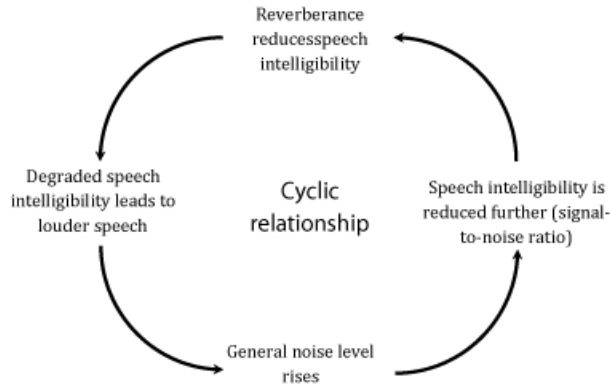 Reverberance
reducesspeech
intelligibility
Degraded speech
intelligibility leads to
louder speech
Cyclic
relationship
Speech intelligibility is
reduced further (signal-
to-noise ratio)
General noise level
rises